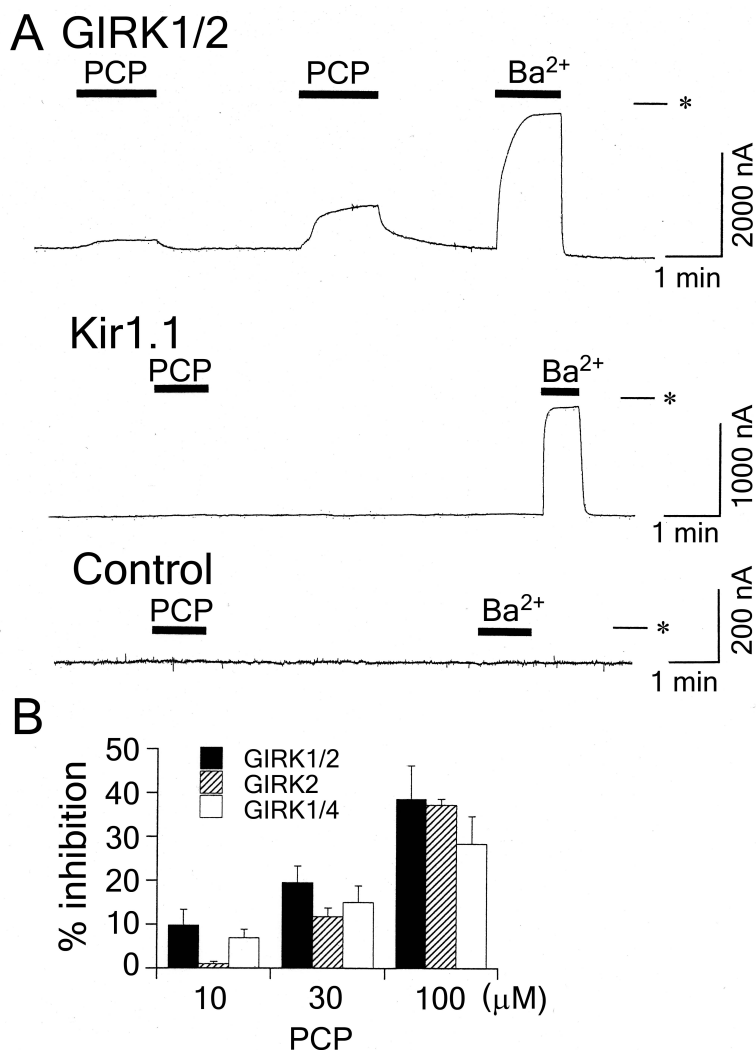 A GIRK1/2
PCP PCP Ba2+
*
2000 nA
1 min
Kir1.1
PCP Ba2+
*
1000 nA
1 min
Control
PCP Ba2+
*
200 nA
1 min
B
50
40
30
20
10
0
% inhibition
GIRK1/2
GIRK2
GIRK1/4
10 30 100 (μM)
PCP